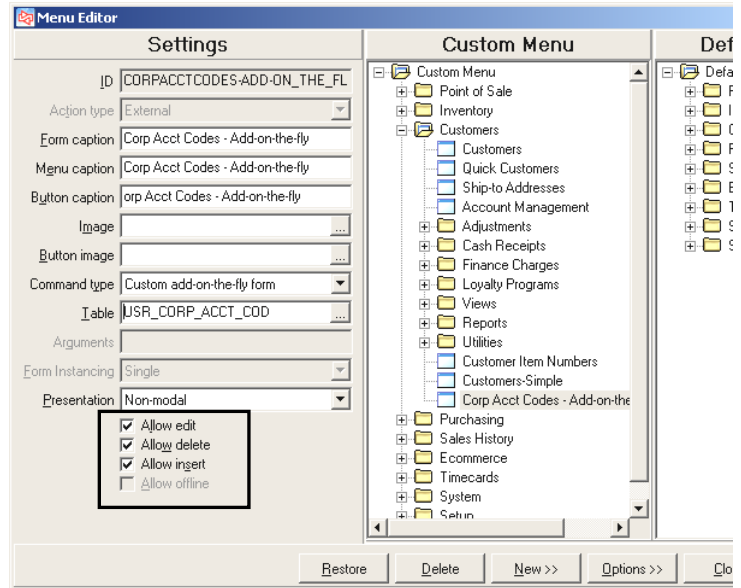 Menu Editor
Settings
ID CORPACCTCODES-ADD-ON_THE_FL
Action type External
Form caption Corp Acct Codes - Add-on-the-fly
Menu caption Corp Acct Codes - Add-on-the-fly
Button caption orp Acct Codes - Add-on-the-fly
Image ...
Button image ...
Command type Custom add-on-the-fly form
Table USR_CORP_ACCT_COD ...
Arguments
Form Instancing Single
Presentation Non-modal
Allow edit
Allow delete
Allow insert
Allow offline
Custom Menu
Custom Menu
Point of Sale
Inventory
Customers
Customers
Quick Customers
Ship-to Addresses
Account Management
Adjustments
Cash Receipts
Finance Charges
Loyalty Programs
Views
Reports
Utilities
Customer Item Numbers
Customers-Simple
Corp Acct Codes - Add-on-the
Purchasing
Sales History
Ecommerce
Timecards
System
Setup
Def
Defa
Restore
Delete
New >>
Options >>
Clo